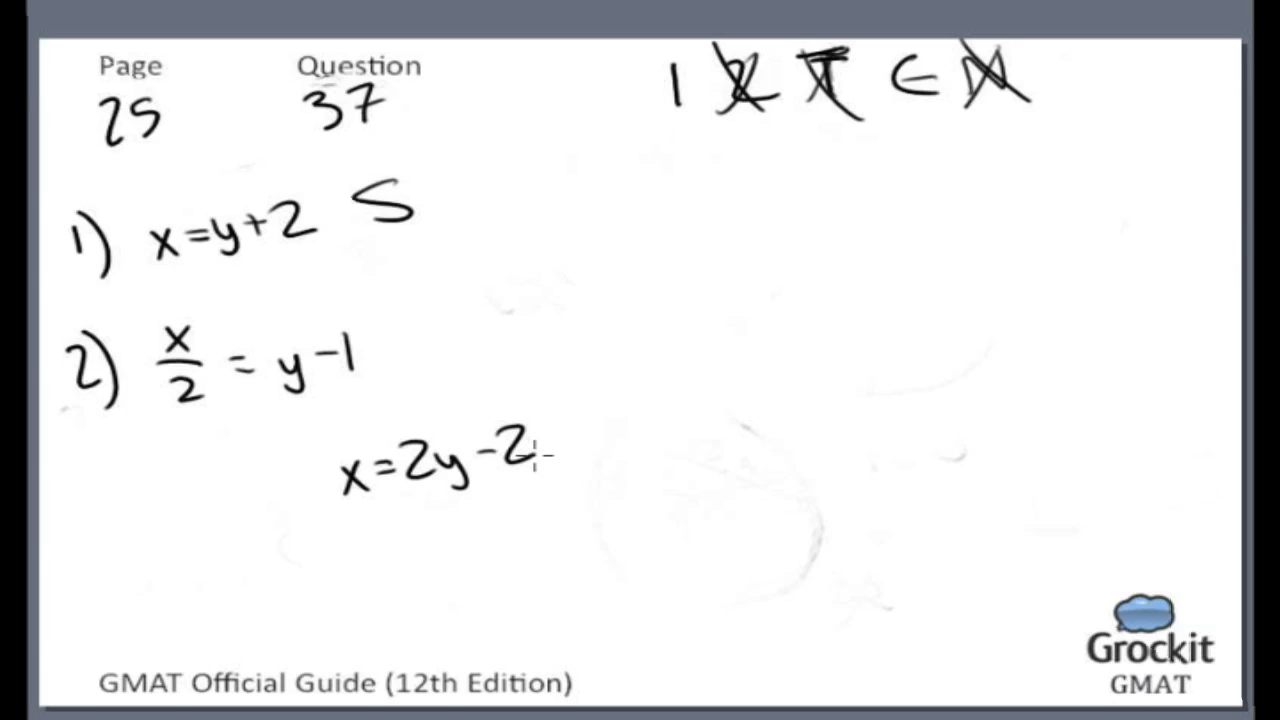 Page Question
25 37
1 2 T E N
1) x=y+2 S
2) x/2 = y-1
x=2y-2
Grockit
GMAT
GMAT Official Guide (12th Edition)